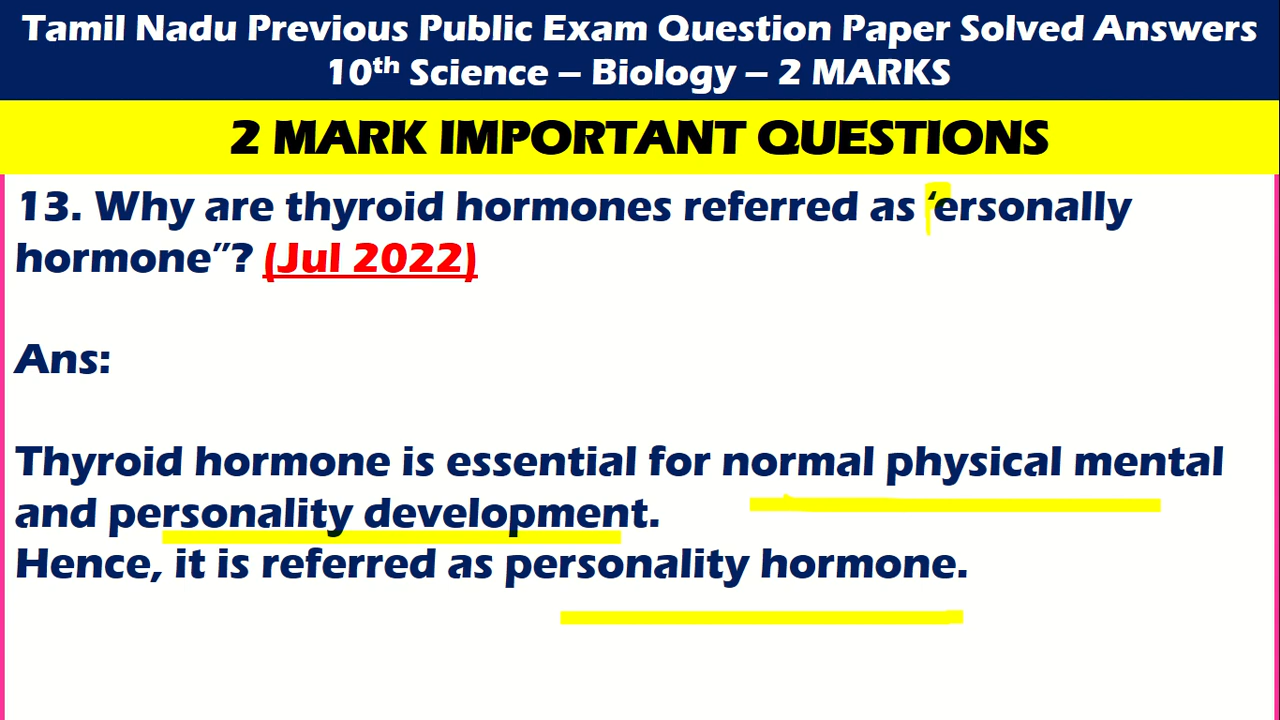 Tamil Nadu Previous Public Exam Question Paper Solved Answers
10th Science – Biology – 2 MARKS
2 MARK IMPORTANT QUESTIONS
13. Why are thyroid hormones referred as ‘ersonally
hormone”? (Jul 2022)
Ans:
Thyroid hormone is essential for normal physical mental
and personality development.
Hence, it is referred as personality hormone.